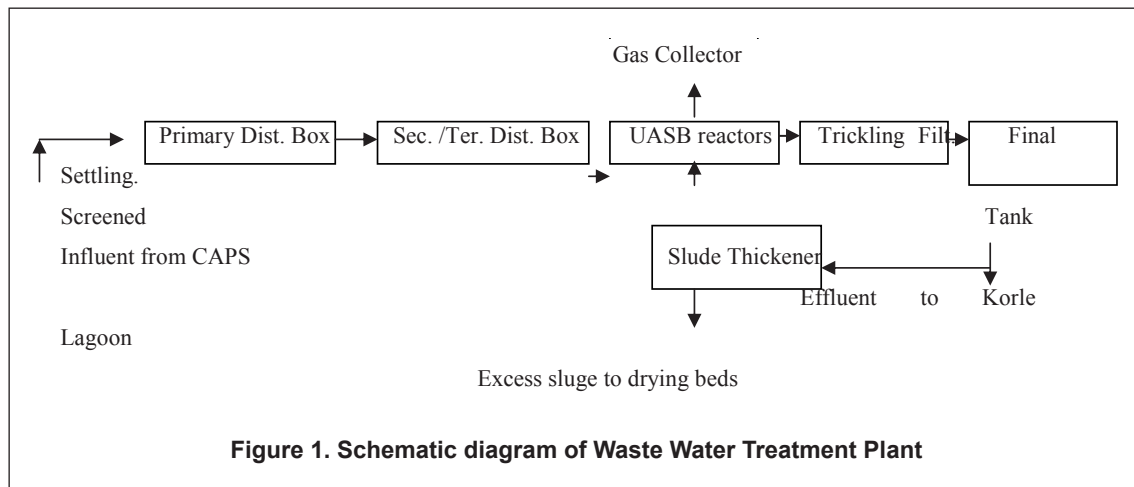 Gas Collector
Primary Dist. Box Sec. /Ter. Dist. Box UASB reactors Trickling Filt. Final
Settling.
Screened Tank
Influent from CAPS Slude Thickener
Effluent to Korle
Lagoon
Excess sluge to drying beds
Figure 1. Schematic diagram of Waste Water Treatment Plant